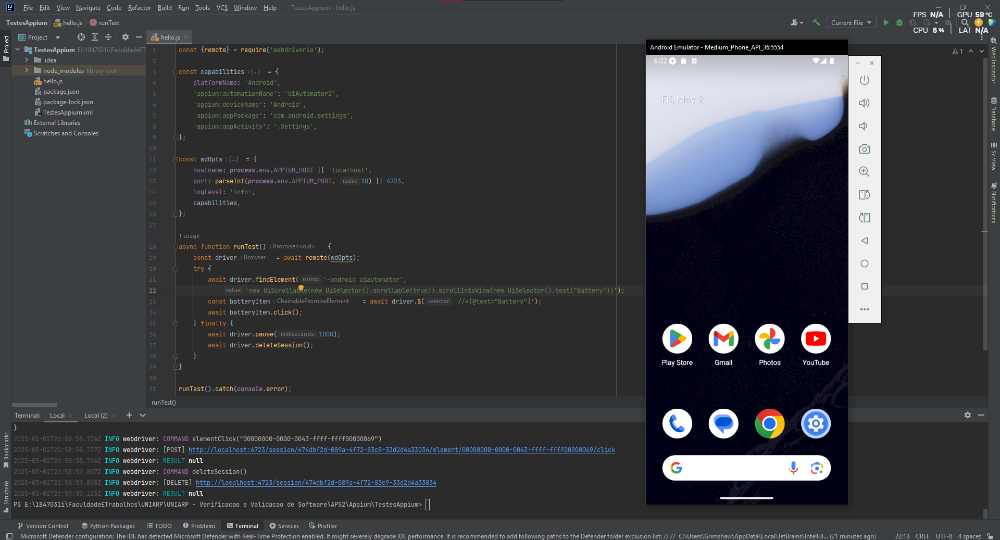 File Edit View Navigate Code Refactor Build Run Tools VCS Window Help TestesAppium - hello.js
FPS N/A GPU 59 °C
CPU 6 % LAT N/A
TestesAppium hello.js runTest
Current File
Project
hello.js
Project
TestesAppium E:\1847031i\FaculdadeET
.idea
node_modules library root
hello.js
package.json
package-lock.json
TestesAppium.iml
External Libraries
Scratches and Consoles
1 const {remote} = require('webdriverio');
2
3 const capabilities :{...} = {
4 platformName: 'Android',
5 'appium:automationName': 'UiAutomator2',
6 'appium:deviceName': 'Android',
7 'appium:appPackage': 'com.android.settings',
8 'appium:appActivity': '.Settings',
9 };
10
11 const wdOpts :{...} = {
12 hostname: process.env.APPIUM_HOST || 'localhost',
13 port: parseInt(process.env.APPIUM_PORT, radix: 10) || 4723,
14 logLevel: 'info',
15 capabilities,
16 };
17
1 usage
18 async function runTest() : Promise<void> {
19 const driver : Browser = await remote(wdOpts);
20 try {
21 await driver.findElement( using: '-android uiautomator',
22 value: 'new UiScrollable(new UiSelector().scrollable(true)).scrollIntoView(new UiSelector().text("Battery"))');
23 const batteryItem : ChainablePromiseElement = await driver.$( selector: '//*[@text="Battery"]');
24 await batteryItem.click();
25 } finally {
26 await driver.pause( milliseconds: 1000);
27 await driver.deleteSession();
28 }
29 }
30
31 runTest().catch(console.error);
runTest()
1
Android Emulator - Medium_Phone_API_36:5554
6:02
Fri, May 2
Play Store Gmail Photos YouTube
Web Inspector
Database
SciView
Notifications
Bookmarks
Structure
Terminal: Local Local (2)
}
2025-05-02T20:58:58.736Z INFO webdriver: COMMAND elementClick("00000000-0000-0043-ffff-ffff00000069")
2025-05-02T20:58:58.737Z INFO webdriver: [POST] http://localhost:4723/session/474dbf2d-089a-4f72-83c9-33d2d4a33034/element/00000000-0000-0043-ffff-ffff00000069/click
2025-05-02T20:58:58.796Z INFO webdriver: RESULT null
2025-05-02T20:58:59.807Z INFO webdriver: COMMAND deleteSession()
2025-05-02T20:58:59.808Z INFO webdriver: [DELETE] http://localhost:4723/session/474dbf2d-089a-4f72-83c9-33d2d4a33034
2025-05-02T20:59:00.123Z INFO webdriver: RESULT null
PS E:\1847031i\FaculdadeETrabalhos\UNIARP\UNIARP - Verificacao e Validacao de Software\APS2\Appium\TestesAppium>
Version Control Python Packages TODO Problems Terminal Services Profiler
Microsoft Defender configuration: The IDE has detected Microsoft Defender with Real-Time Protection enabled. It might severely degrade IDE performance. It is recommended to add following paths to the Defender folder exclusion list: // // C:\Users\Grimshaw\AppData\Local\JetBrains\IntelliJI... (21 minutes ago) 22:13 CRLF UTF-8 4 spaces